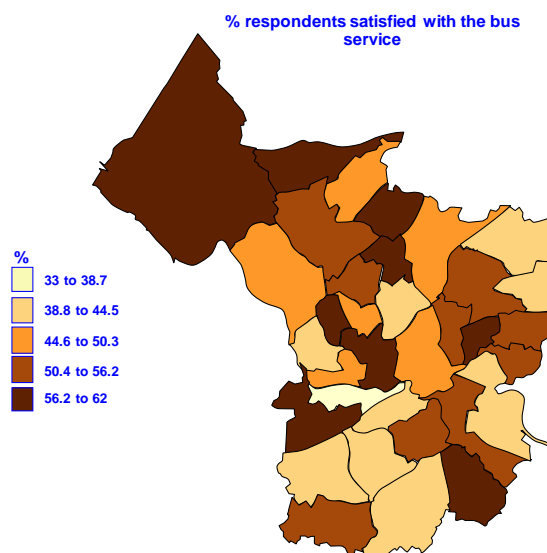 % respondents satisfied with the bus
service
%
33 to 38.7
38.8 to 44.5
44.6 to 50.3
50.4 to 56.2
56.2 to 62